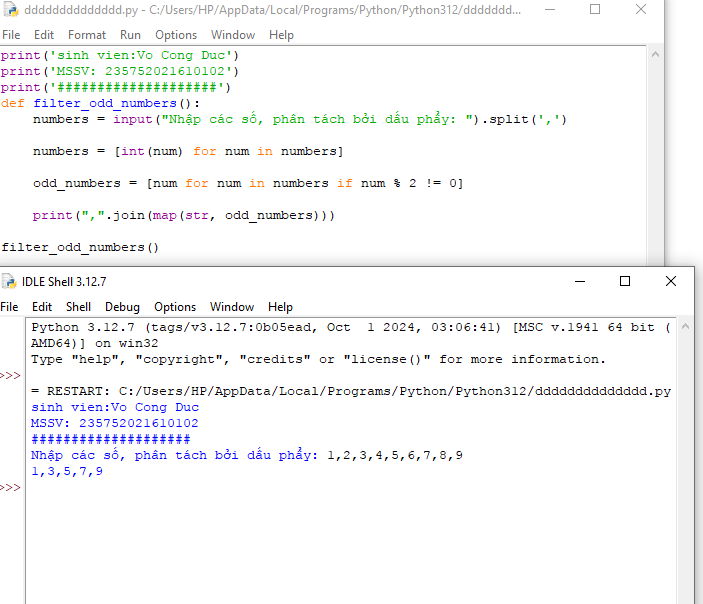 ddddddddddddddd.py - C:/Users/HP/AppData/Local/Programs/Python/Python312/ddddddd...
File Edit Format Run Options Window Help
print('sinh vien:Vo Cong Duc')
print('MSSV: 235752021610102')
print('####################')
def filter_odd_numbers():
    numbers = input("Nhập các số, phân tách bởi dấu phẩy: ").split(',')
    numbers = [int(num) for num in numbers]
    odd_numbers = [num for num in numbers if num % 2 != 0]
    print(",".join(map(str, odd_numbers)))
filter_odd_numbers()
IDLE Shell 3.12.7
File Edit Shell Debug Options Window Help
Python 3.12.7 (tags/v3.12.7:0b05ead, Oct  1 2024, 03:06:41) [MSC v.1941 64 bit (
AMD64)] on win32
Type "help", "copyright", "credits" or "license()" for more information.
>>>
= RESTART: C:/Users/HP/AppData/Local/Programs/Python/Python312/dddddddddddddd.py
sinh vien:Vo Cong Duc
MSSV: 235752021610102
####################
Nhập các số, phân tách bởi dấu phẩy: 1,2,3,4,5,6,7,8,9
1,3,5,7,9
>>>